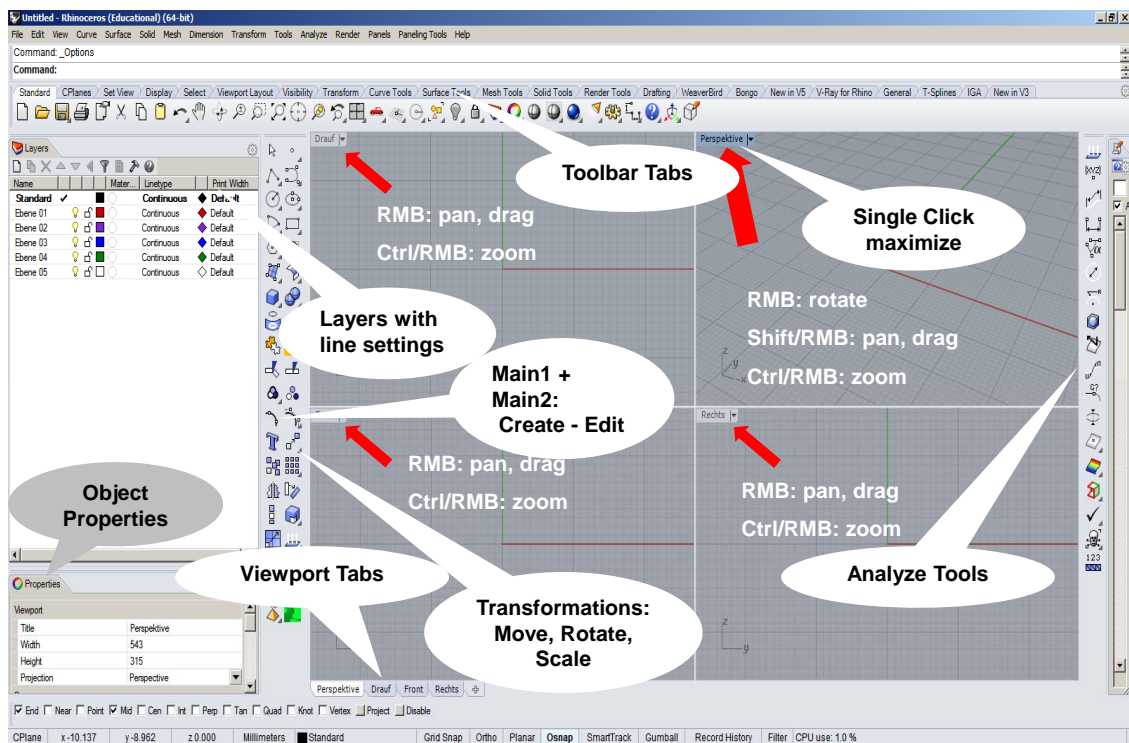 Untitled - Rhinoceros (Educational) (64-bit)
File Edit View Curve Surface Solid Mesh Dimension Transform Tools Analyze Render Panels Paneling Tools Help
Command: _Options
Command:
Standard CPlanes Set View Display Select Viewport Layout Visibility Transform Curve Tools Surface Tools Mesh Tools Solid Tools Render Tools Drafting WeaverBird Bongo New in V5 V-Ray for Rhino General T-Splines IGA New in V3
Layers
Name Mater... Linetype Print Width
Standard Continuous
Ebene 01 Continuous Default
Ebene 02 Continuous Default
Ebene 03 Continuous Default
Ebene 04 Continuous Default
Ebene 05 Continuous Default
Drauf
RMB: pan, drag
Ctrl/RMB: zoom
Toolbar Tabs
Perspektive
Single Click
maximize
RMB: rotate
Shift/RMB: pan, drag
Ctrl/RMB: zoom
z
y
x
Layers with
line settings
Main1 +
Main2:
Create - Edit
RMB: pan, drag
Ctrl/RMB: zoom
Rechts
RMB: pan, drag
Ctrl/RMB: zoom
z
y
Object
Properties
Viewport Tabs
Transformations:
Move, Rotate,
Scale
Analyze Tools
(XYZ)
G?
123
Properties
Viewport
Title Perspektive
Width 543
Height 315
Projection Perspective
Perspektive Drauf Front Rechts
End Near Point Mid Cen Int Perp Tan Quad Knot Vertex Project Disable
CPlane x -10.137 y -8.962 z 0.000 Millimeters Standard Grid Snap Ortho Planar Osnap SmartTrack Gumball Record History Filter CPU use: 1.0 %